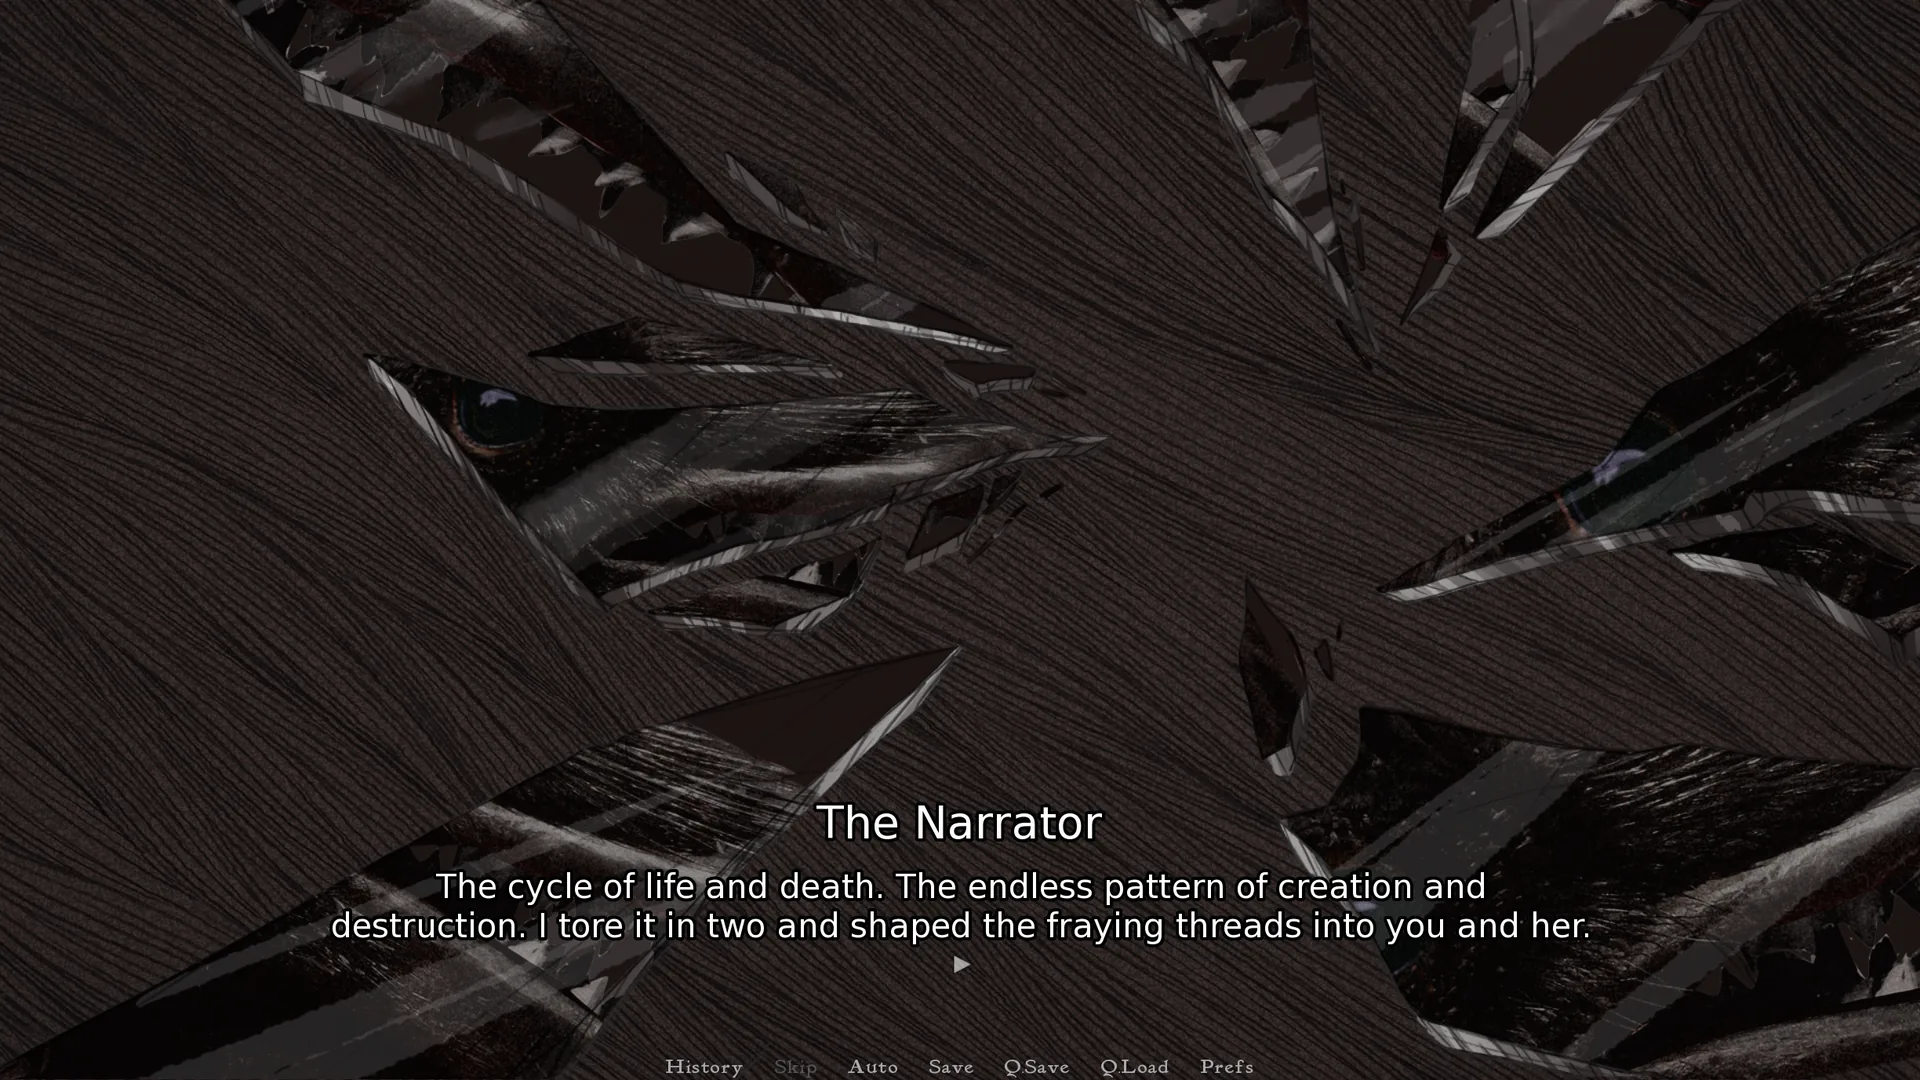 The Narrator
The cycle of life and death. The endless pattern of creation and
destruction. I tore it in two and shaped the fraying threads into you and her.
History Skip Auto Save Q.Save Q.Load Prefs